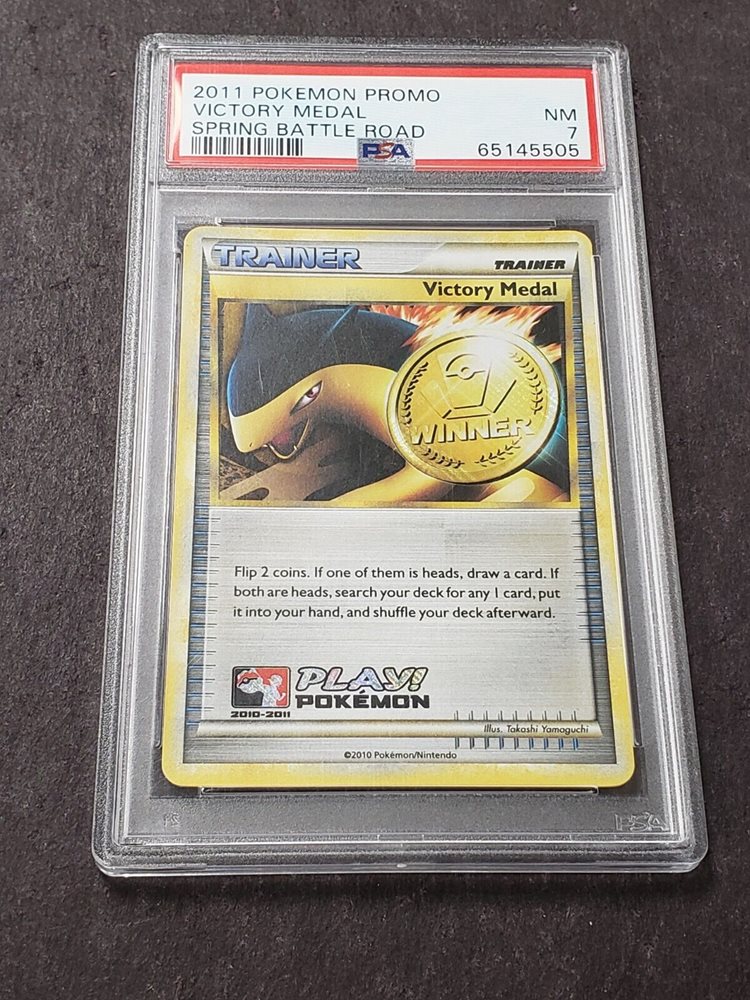 2011 POKEMON PROMO
VICTORY MEDAL NM
SPRING BATTLE ROAD 7
PSA 65145505
TRAINER TRAINER
Victory Medal
WINNER
Flip 2 coins. If one of them is heads, draw a card. If
both are heads, search your deck for any 1 card, put
it into your hand, and shuffle your deck afterward.
PLAY!
POKÉMON
2010-2011
Illus. Takashi Yamaguchi
©2010 Pokémon/Nintendo
PSA